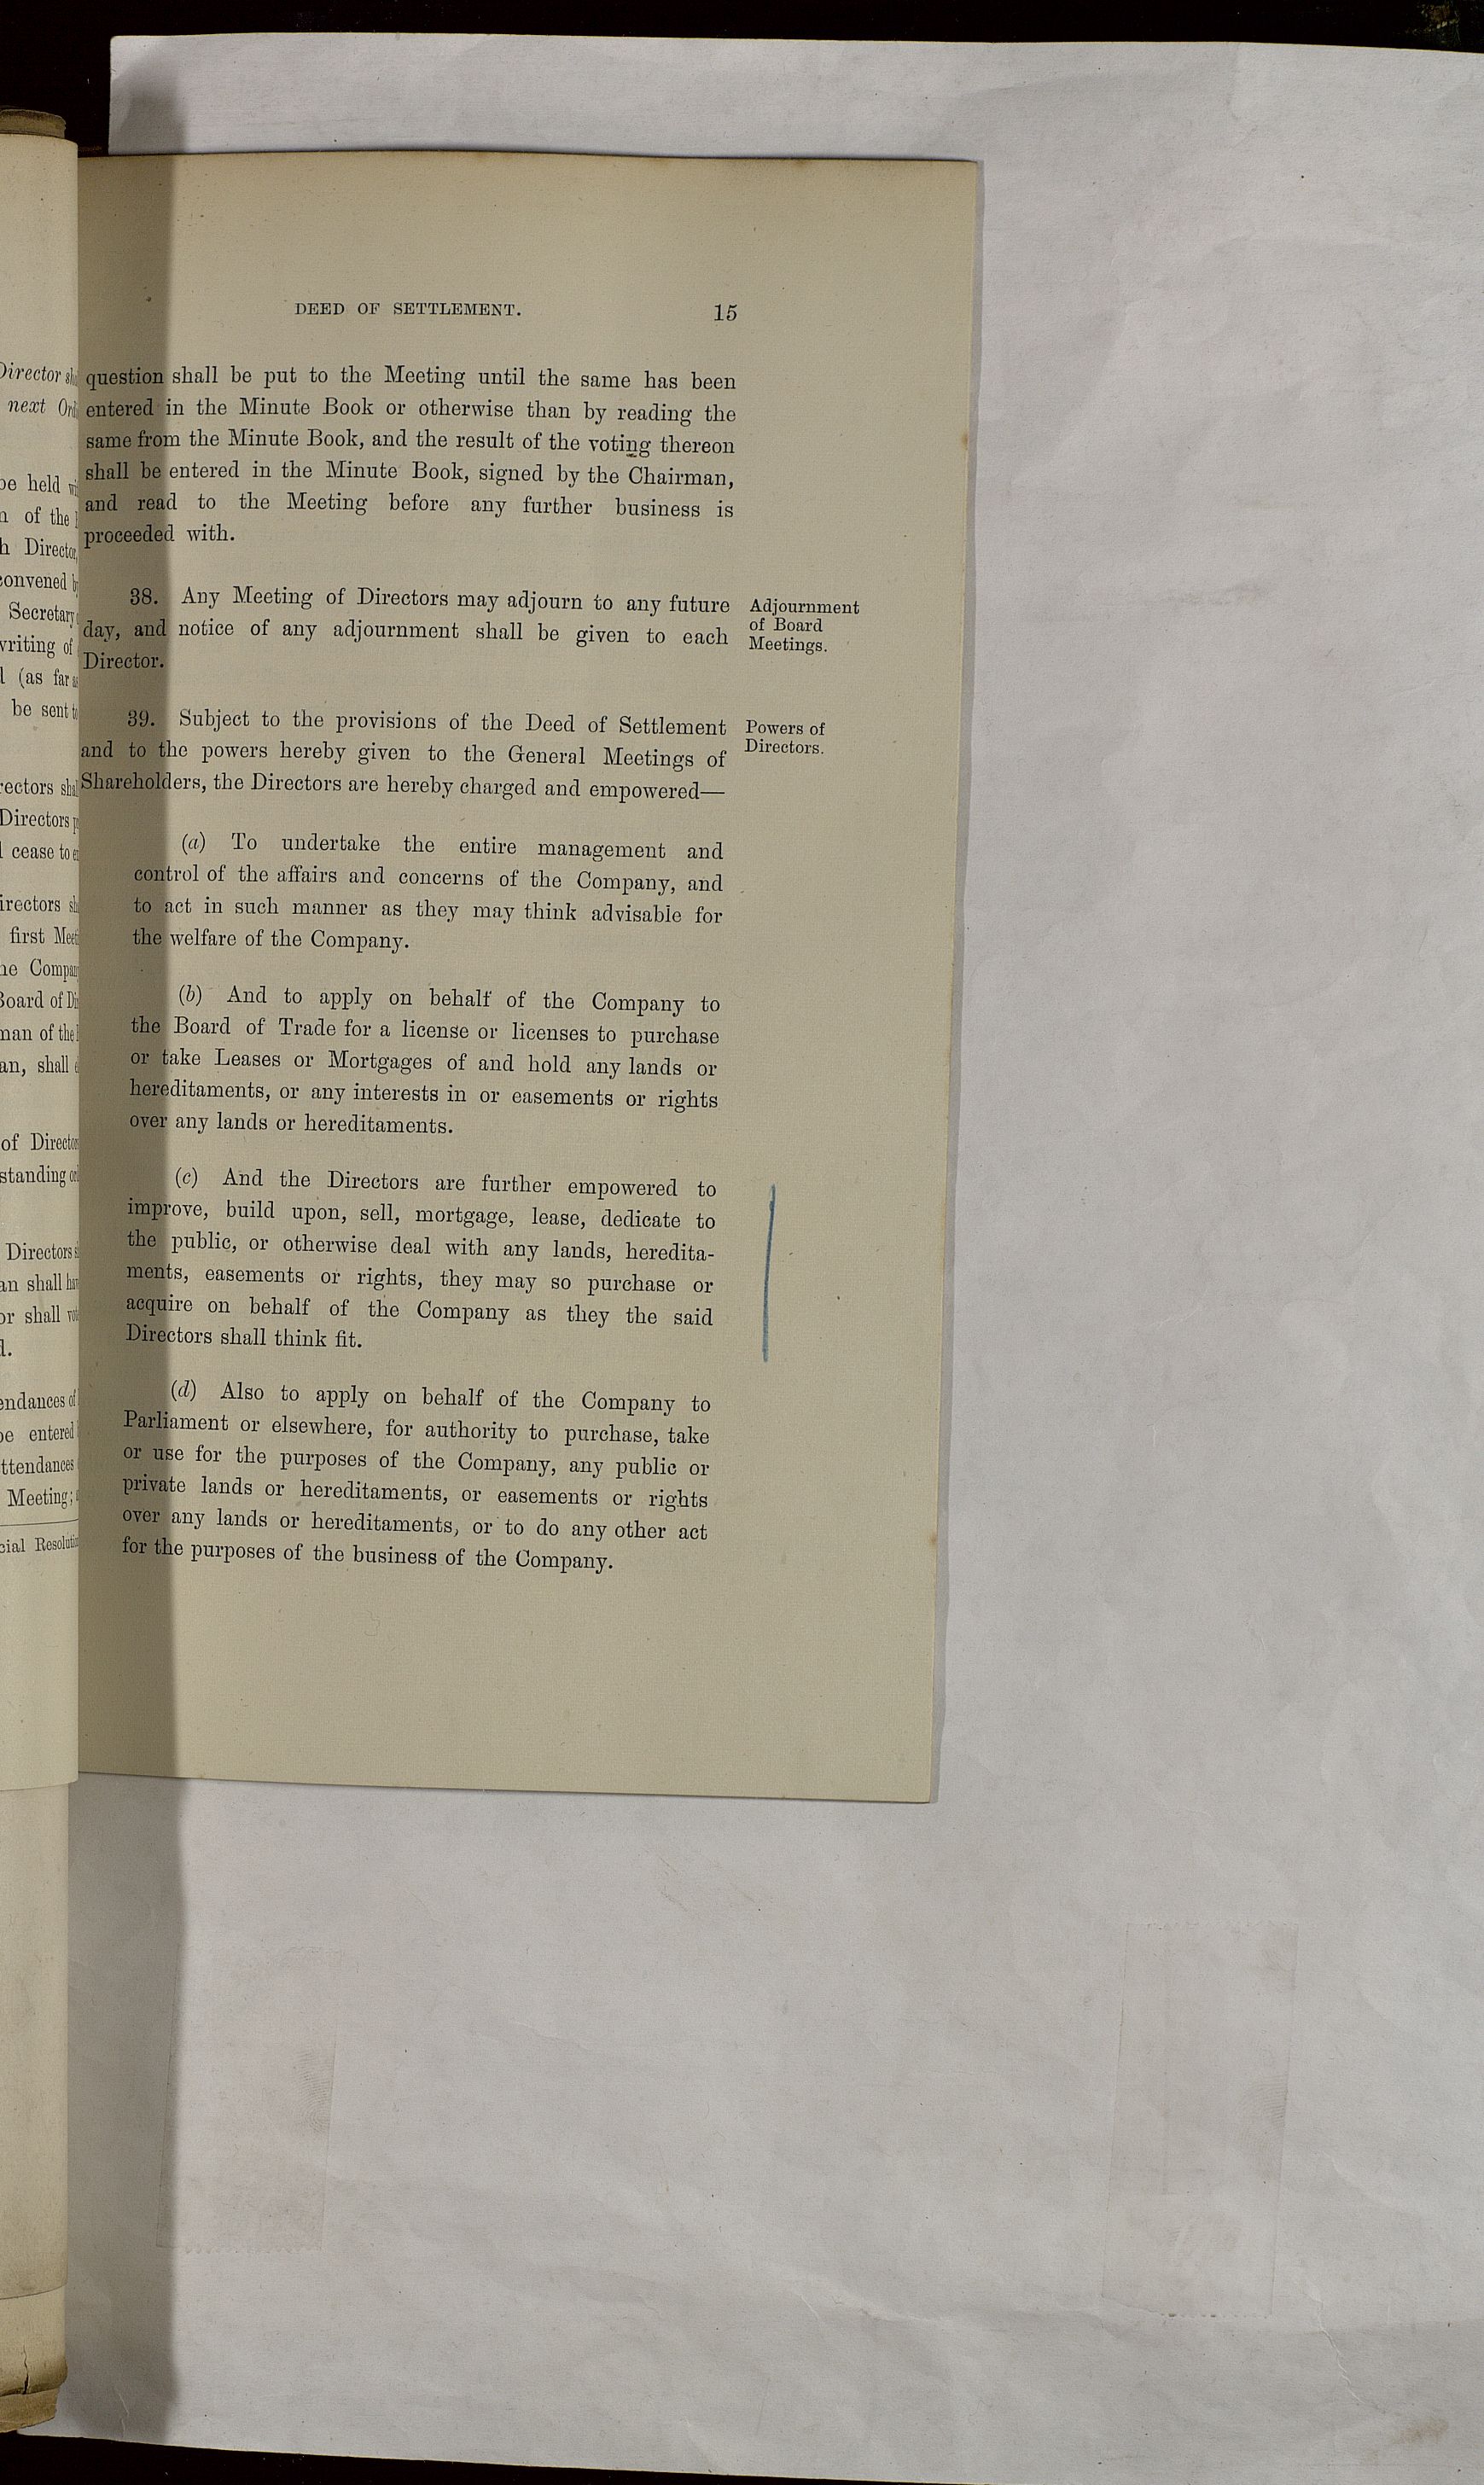 DEED OF SETTLEMENT. 15
question shall be put to the Meeting until the same has been
entered in the Minute Book or otherwise than by reading the
same from the Minute Book, and the result of the voting thereon
shall be entered in the Minute Book, signed by the Chairman,
and read to the Meeting before any further business is
proceeded with.
38. Any Meeting of Directors may adjourn to any future
day, and notice of any adjournment shall be given to each
Director.
Adjournment
of Board
Meetings.
39. Subject to the provisions of the Deed of Settlement
and to the powers hereby given to the General Meetings of
Shareholders, the Directors are hereby charged and empowered—
Powers of
Directors.
(a) To undertake the entire management and
control of the affairs and concerns of the Company, and
to act in such manner as they may think advisable for
the welfare of the Company.
(b) And to apply on behalf of the Company to
the Board of Trade for a license or licenses to purchase
or take Leases or Mortgages of and hold any lands or
hereditaments, or any interests in or easements or rights
over any lands or hereditaments.
(c) And the Directors are further empowered to
improve, build upon, sell, mortgage, lease, dedicate to
the public, or otherwise deal with any lands, heredita-
ments, easements or rights, they may so purchase or
acquire on behalf of the Company as they the said
Directors shall think fit.
(d) Also to apply on behalf of the Company to
Parliament or elsewhere, for authority to purchase, take
or use for the purposes of the Company, any public or
private lands or hereditaments, or easements or rights
over any lands or hereditaments, or to do any other act
for the purposes of the business of the Company.